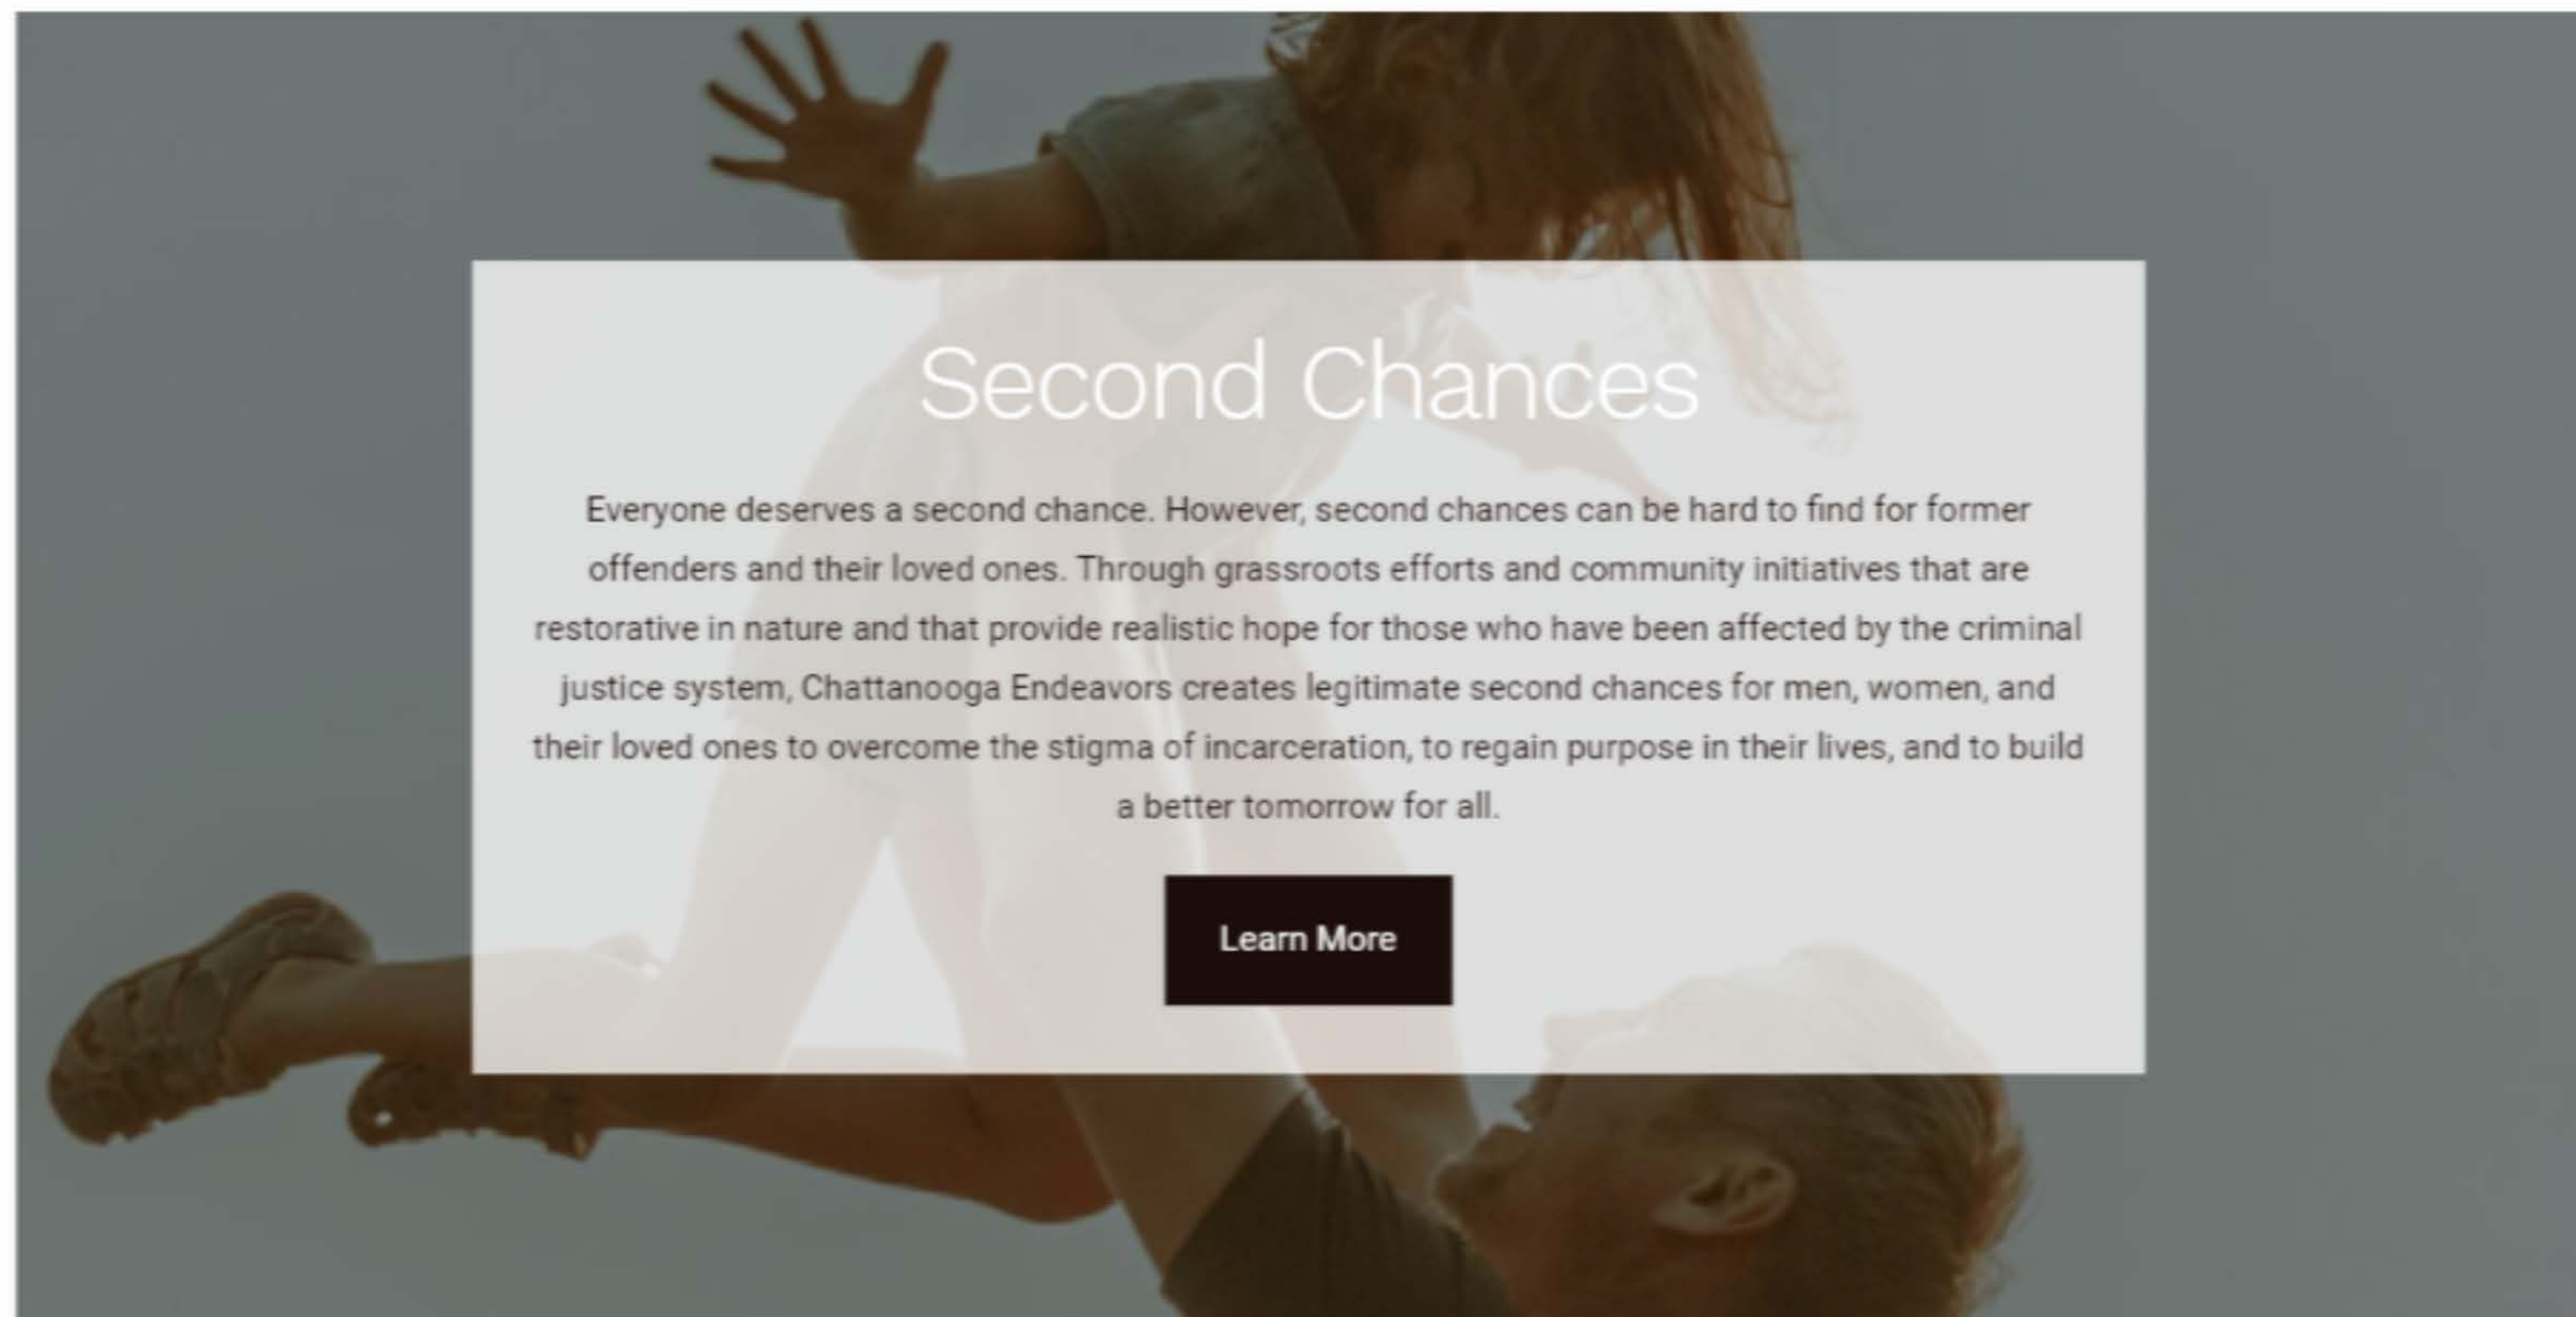 Second Chances
Everyone deserves a second chance. However, second chances can be hard to find for former
offenders and their loved ones. Through grassroots efforts and community initiatives that are
restorative in nature and that provide realistic hope for those who have been affected by the criminal
justice system, Chattanooga Endeavors creates legitimate second chances for men, women, and
their loved ones to overcome the stigma of incarceration, to regain purpose in their lives, and to build
a better tomorrow for all.
Learn More